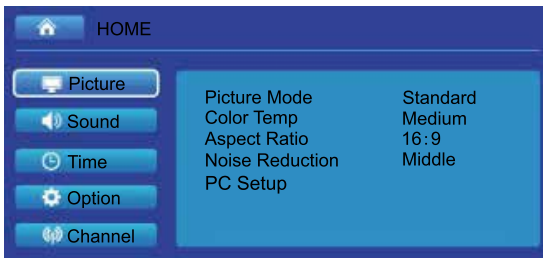 HOME
Picture
Sound
Time
Option
Channel
Picture Mode Standard
Color Temp Medium
Aspect Ratio 16:9
Noise Reduction Middle
PC Setup